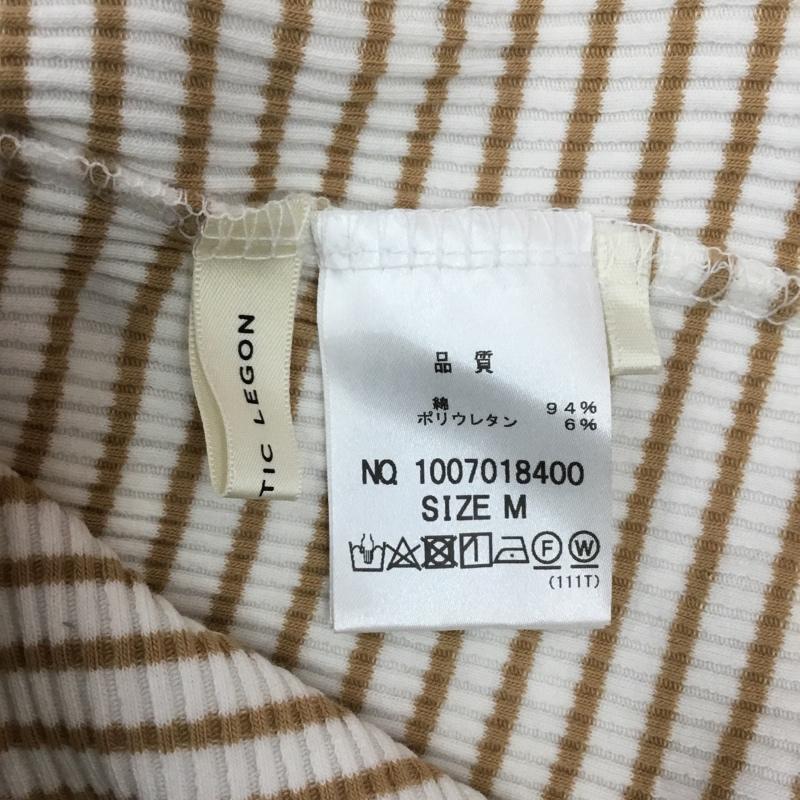 TIC LEGON
品質
綿 94%
ポリウレタン 6%
NO. 1007018400
SIZE M
F W
(111T)